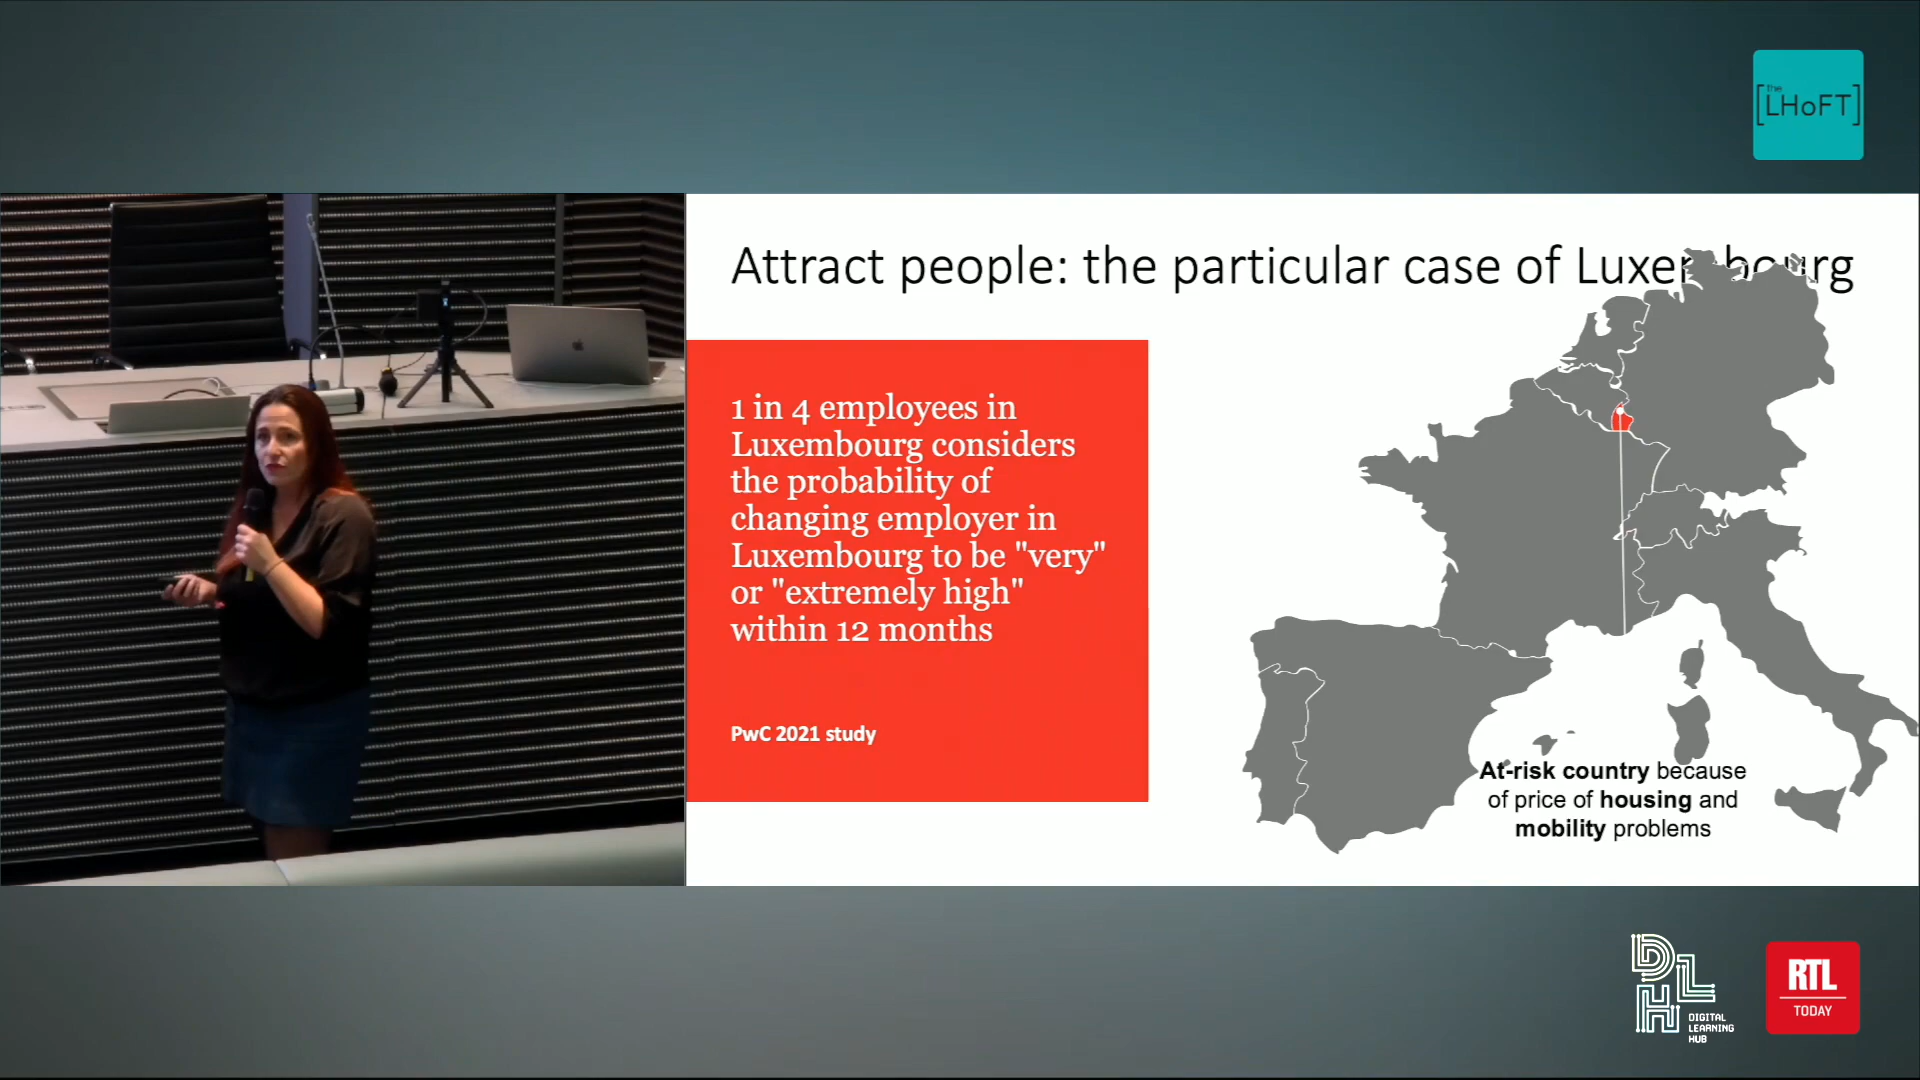 the
[LHoFT]
Attract people: the particular case of Luxembourg
1 in 4 employees in
Luxembourg considers
the probability of
changing employer in
Luxembourg to be "very"
or "extremely high"
within 12 months
PwC 2021 study
At-risk country because
of price of housing and
mobility problems
DLH
DIGITAL
LEARNING
HUB
RTL
TODAY